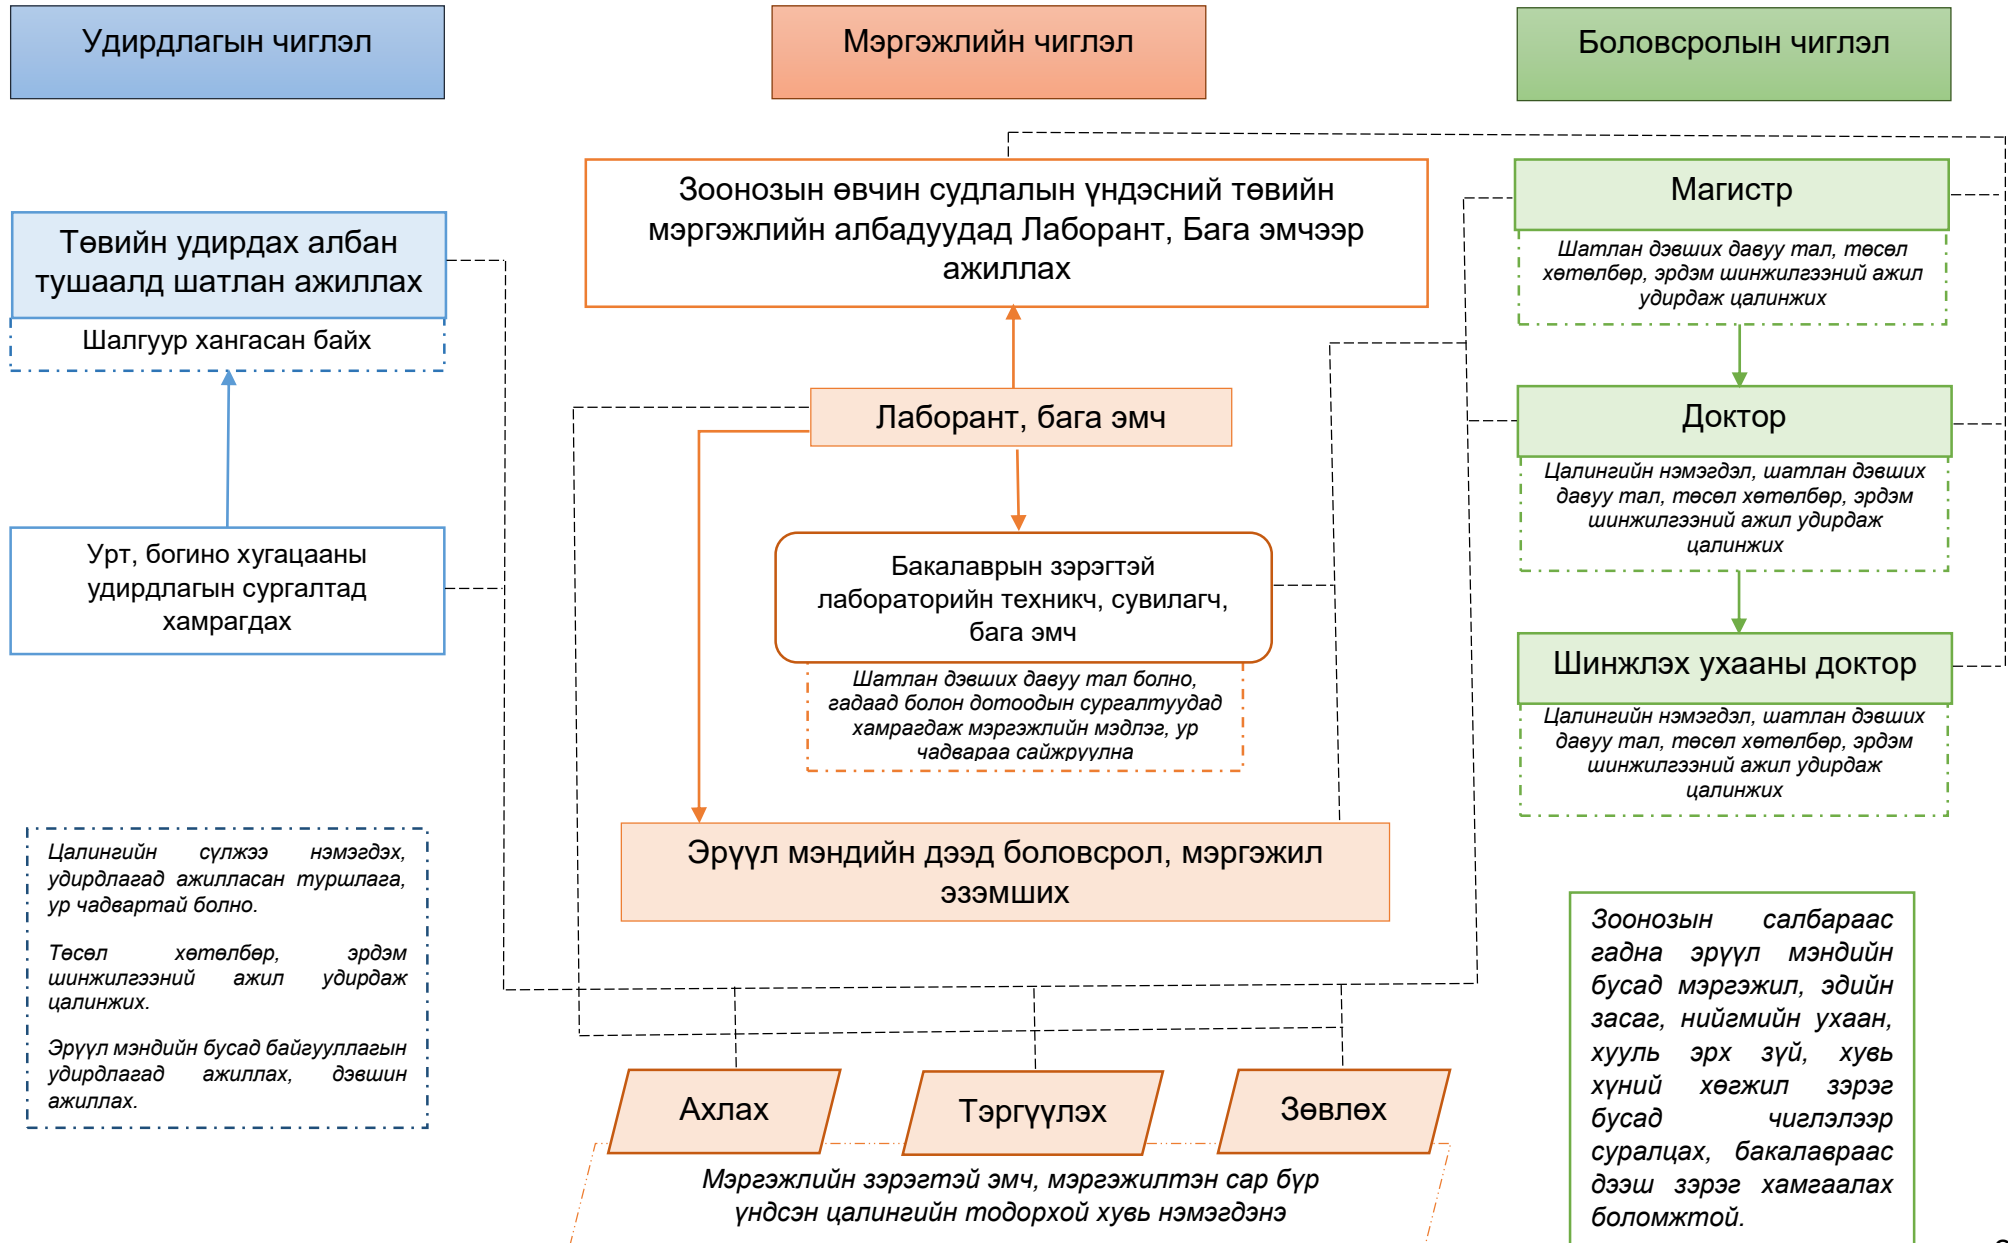 Удирдлагын чиглэл
Мэргэжлийн чиглэл
Боловсролын чиглэл
Төвийн удирдах албан
тушаалд шатлан ажиллах
Шалгуур хангасан байх
Урт, богино хугацааны
удирдлагын сургалтад
хамрагдах
Цалингийн сүлжээ нэмэгдэх,
удирдлагад ажилласан туршлага,
ур чадвартай болно.
Төсөл хөтөлбөр, эрдэм
шинжилгээний ажил удирдаж
цалинжих.
Эрүүл мэндийн бусад байгууллагын
удирдлагад ажиллах, дэвшин
ажиллах.
Зоонозын өвчин судлалын үндэсний төвийн
мэргэжлийн албадуудад Лаборант, Бага эмчээр
ажиллах
Лаборант, бага эмч
Бакалаврын зэрэгтэй
лабораторийн техникч, сувилагч,
бага эмч
Шатлан дэвших давуу тал болно,
гадаад болон дотоодын сургалтуудад
хамрагдаж мэргэжлийн мэдлэг, ур
чадвараа сайжруулна
Эрүүл мэндийн дээд боловсрол, мэргэжил
эзэмших
Ахлах
Тэргүүлэх
Зөвлөх
Мэргэжлийн зэрэгтэй эмч, мэргэжилтэн сар бүр
үндсэн цалингийн тодорхой хувь нэмэгдэнэ
Магистр
Шатлан дэвших давуу тал, төсөл
хөтөлбөр, эрдэм шинжилгээний ажил
удирдаж цалинжих
Доктор
Цалингийн нэмэгдэл, шатлан дэвших
давуу тал, төсөл хөтөлбөр, эрдэм
шинжилгээний ажил удирдаж
цалинжих
Шинжлэх ухааны доктор
Цалингийн нэмэгдэл, шатлан дэвших
давуу тал, төсөл хөтөлбөр, эрдэм
шинжилгээний ажил удирдаж
цалинжих
Зоонозын салбараас
гадна эрүүл мэндийн
бусад мэргэжил, эдийн
засаг, нийгмийн ухаан,
хууль эрх зүй, хувь
хүний хөгжил зэрэг
бусад чиглэлээр
суралцах, бакалавраас
дээш зэрэг хамгаалах
боломжтой.